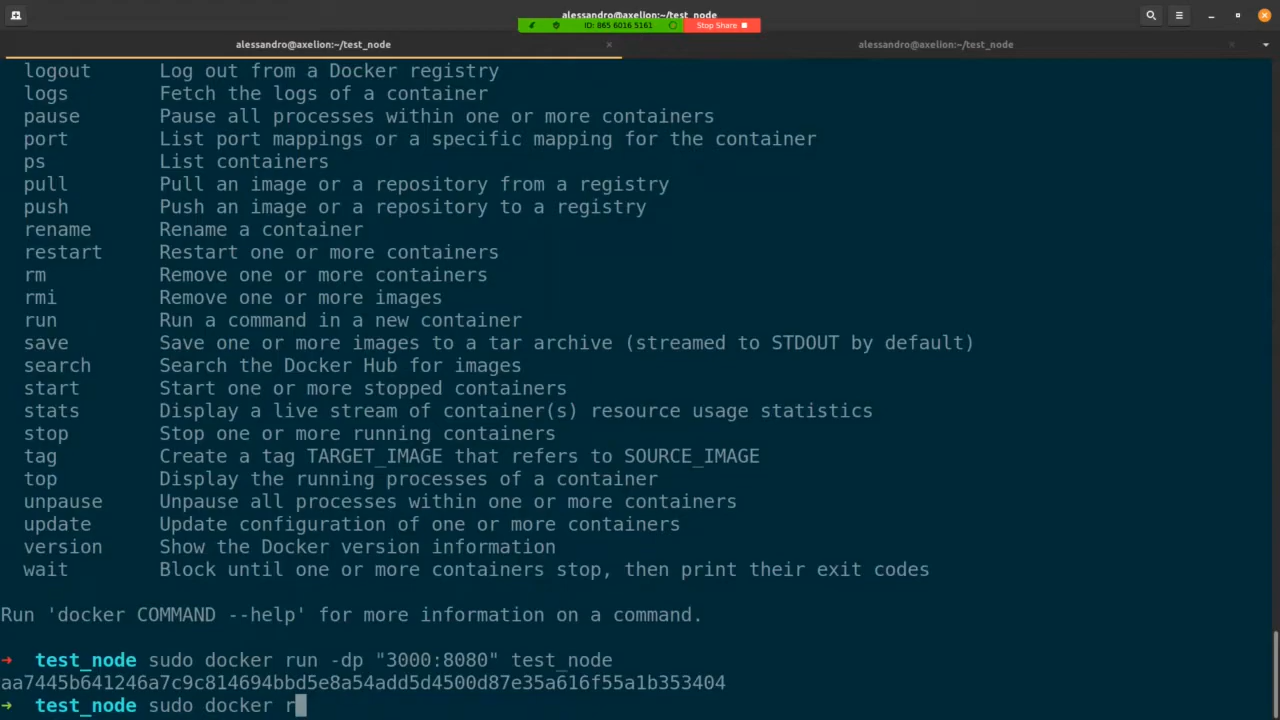 alessandro@axelion:~/test_node
ID: 865 6016 5161 Stop Share
alessandro@axelion:~/test_node alessandro@axelion:~/test_node
logout Log out from a Docker registry
logs Fetch the logs of a container
pause Pause all processes within one or more containers
port List port mappings or a specific mapping for the container
ps List containers
pull Pull an image or a repository from a registry
push Push an image or a repository to a registry
rename Rename a container
restart Restart one or more containers
rm Remove one or more containers
rmi Remove one or more images
run Run a command in a new container
save Save one or more images to a tar archive (streamed to STDOUT by default)
search Search the Docker Hub for images
start Start one or more stopped containers
stats Display a live stream of container(s) resource usage statistics
stop Stop one or more running containers
tag Create a tag TARGET_IMAGE that refers to SOURCE_IMAGE
top Display the running processes of a container
unpause Unpause all processes within one or more containers
update Update configuration of one or more containers
version Show the Docker version information
wait Block until one or more containers stop, then print their exit codes
Run 'docker COMMAND --help' for more information on a command.
➜ test_node sudo docker run -dp "3000:8080" test_node
aa7445b641246a7c9c814694bbd5e8a54add5d4500d87e35a616f55a1b353404
➜ test_node sudo docker r